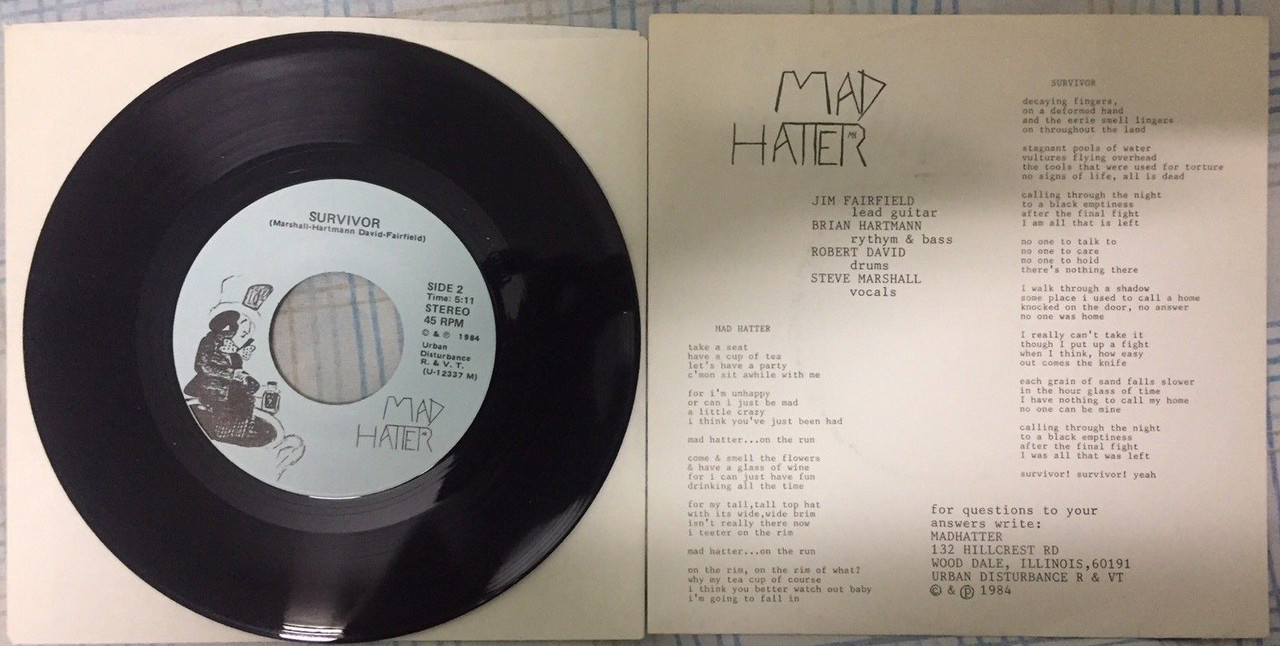 SURVIVOR
(Marshall-Hartmann David-Fairfield)
SIDE 2
Time: 5:11
STEREO
45 RPM
© & ℗ 1984
Urban
Disturbance
R. & V. T.
(U-12337 M)
MAD
HATTER
MAD
HATTER
JIM FAIRFIELD
lead guitar
BRIAN HARTMANN
rythym & bass
ROBERT DAVID
drums
STEVE MARSHALL
vocals
MAD HATTER
take a seat
have a cup of tea
let's have a party
c'mon sit awhile with me
for i'm unhappy
or can i just be mad
a little crazy
i think you've just been had
mad hatter...on the run
come & smell the flowers
& have a glass of wine
for i can just have fun
drinking all the time
for my tall,tall top hat
with its wide,wide brim
isn't really there now
i teeter on the rim
mad hatter...on the run
on the rim, on the rim of what?
why my tea cup of course
i think you better watch out baby
i'm going to fall in
SURVIVOR
decaying fingers,
on a deformed hand
and the eerie smell lingers
on throughout the land
stagnant pools of water
vultures flying overhead
the tools that were used for torture
no signs of life, all is dead
calling through the night
to a black emptiness
after the final fight
I am all that is left
no one to talk to
no one to care
no one to hold
there's nothing there
I walk through a shadow
some place i used to call a home
knocked on the door, no answer
no one was home
I really can't take it
though I put up a fight
when I think, how easy
out comes the knife
each grain of sand falls slower
in the hour glass of time
I have nothing to call my home
no one can be mine
calling through the night
to a black emptiness
after the final fight
I was all that was left
survivor! survivor! yeah
for questions to your
answers write:
MADHATTER
132 HILLCREST RD
WOOD DALE, ILLINOIS,60191
URBAN DISTURBANCE R & VT
© & ℗ 1984